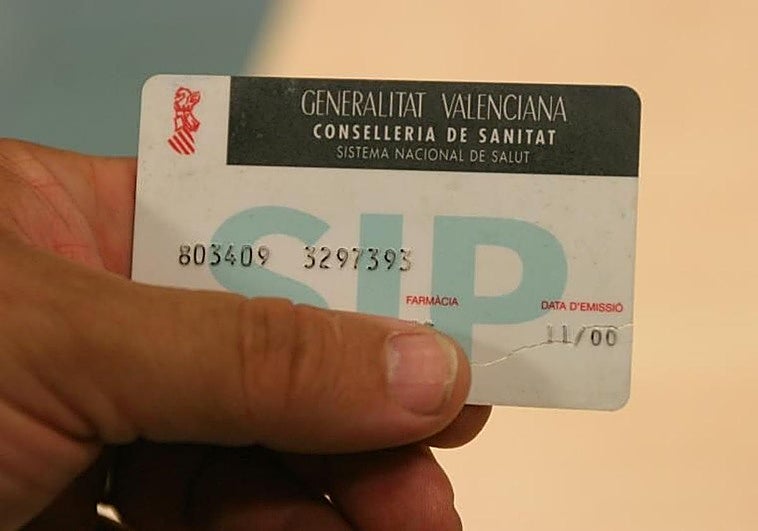 GENERALITAT VALENCIANA
CONSELLERIA DE SANITAT
SISTEMA NACIONAL DE SALUT
SIP
803409 3297393
FARMÀCIA DATA D'EMISSIÓ
11/00